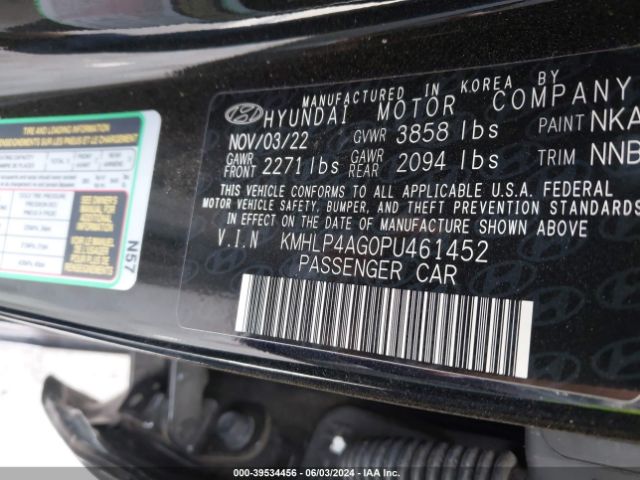 MANUFACTURED IN KOREA BY
HYUNDAI MOTOR COMPANY
NOV/03/22 GVWR 3858 lbs PAINT NKA
GAWR FRONT 2271 lbs GAWR REAR 2094 lbs TRIM NNB
THIS VEHICLE CONFORMS TO ALL APPLICABLE U.S.A. FEDERAL
MOTOR VEHICLE SAFETY, BUMPER, AND THEFT PREVENTION STANDARDS
IN EFFECT ON THE DATE OF MANUFACTURE SHOWN ABOVE.
V.I.N KMHLP4AG0PU461452
PASSENGER CAR
TIRE AND LOADING INFORMATION
SEE OWNER'S
N57
000-39534456 - 06/03/2024 - IAA Inc.